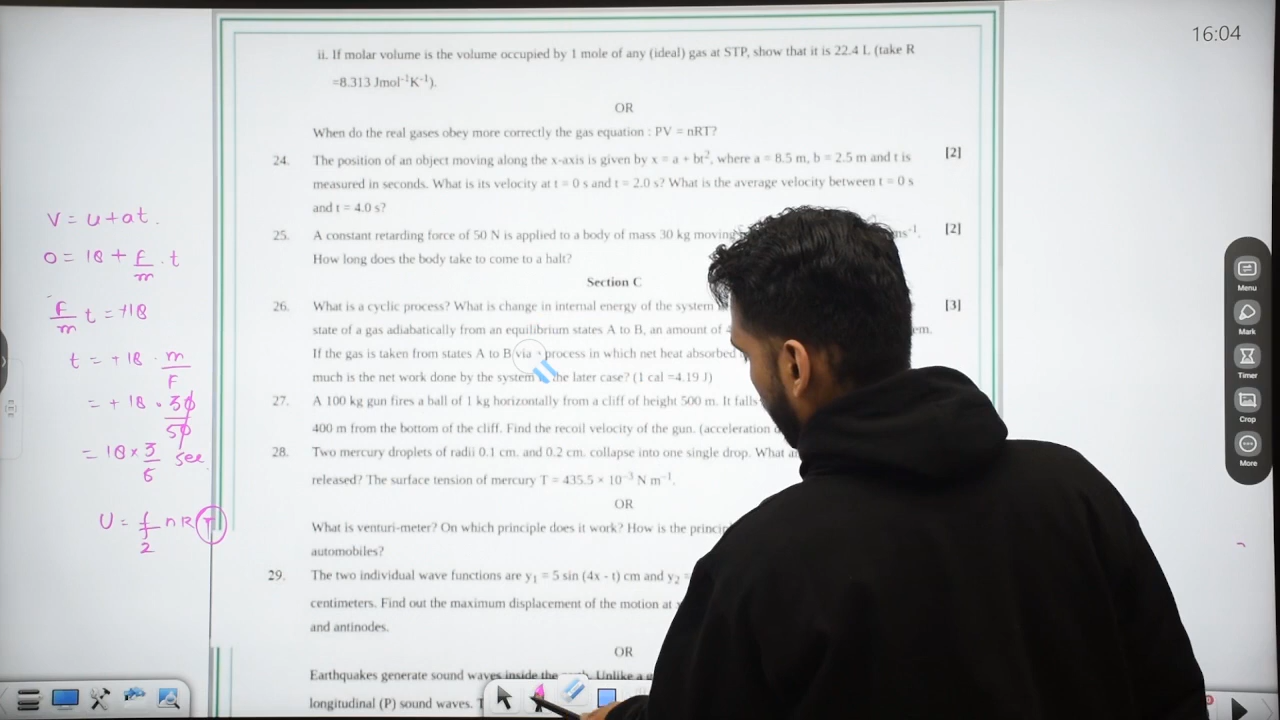 16:04
ii. If molar volume is the volume occupied by 1 mole of any (ideal) gas at STP, show that it is 22.4 L (take R
=8.313 Jmol⁻¹K⁻¹).
OR
When do the real gases obey more correctly the gas equation : PV = nRT?
24. The position of an object moving along the x-axis is given by x = a + bt², where a = 8.5 m, b = 2.5 m and t is [2]
measured in seconds. What is its velocity at t = 0 s and t = 2.0 s? What is the average velocity between t = 0 s
and t = 4.0 s?
25. A constant retarding force of 50 N is applied to a body of mass 30 kg moving ms⁻¹. [2]
How long does the body take to come to a halt?
Section C
26. What is a cyclic process? What is change in internal energy of the system [3]
state of a gas adiabatically from an equilibrium states A to B, an amount of
If the gas is taken from states A to B via process in which net heat absorbed
much is the net work done by the system the later case? (1 cal =4.19 J)
27. A 100 kg gun fires a ball of 1 kg horizontally from a cliff of height 500 m. It falls
400 m from the bottom of the cliff. Find the recoil velocity of the gun. (acceleration
28. Two mercury droplets of radii 0.1 cm. and 0.2 cm. collapse into one single drop. What
released? The surface tension of mercury T = 435.5 × 10⁻³ N m⁻¹.
OR
What is venturi-meter? On which principle does it work? How is the
automobiles?
29. The two individual wave functions are y₁ = 5 sin (4x - t) cm and y₂ =
centimeters. Find out the maximum displacement of the motion at
and antinodes.
OR
Earthquakes generate sound waves inside the Unlike a
longitudinal (P) sound waves.
V = u + at.
0 = 18 + F/m . t
F/m t = +18
t = +18 . m/F
= +18 . 30/50
= 18 × 3/5 sec
U = f/2 nRT
Menu
Mark
Timer
Crop
More